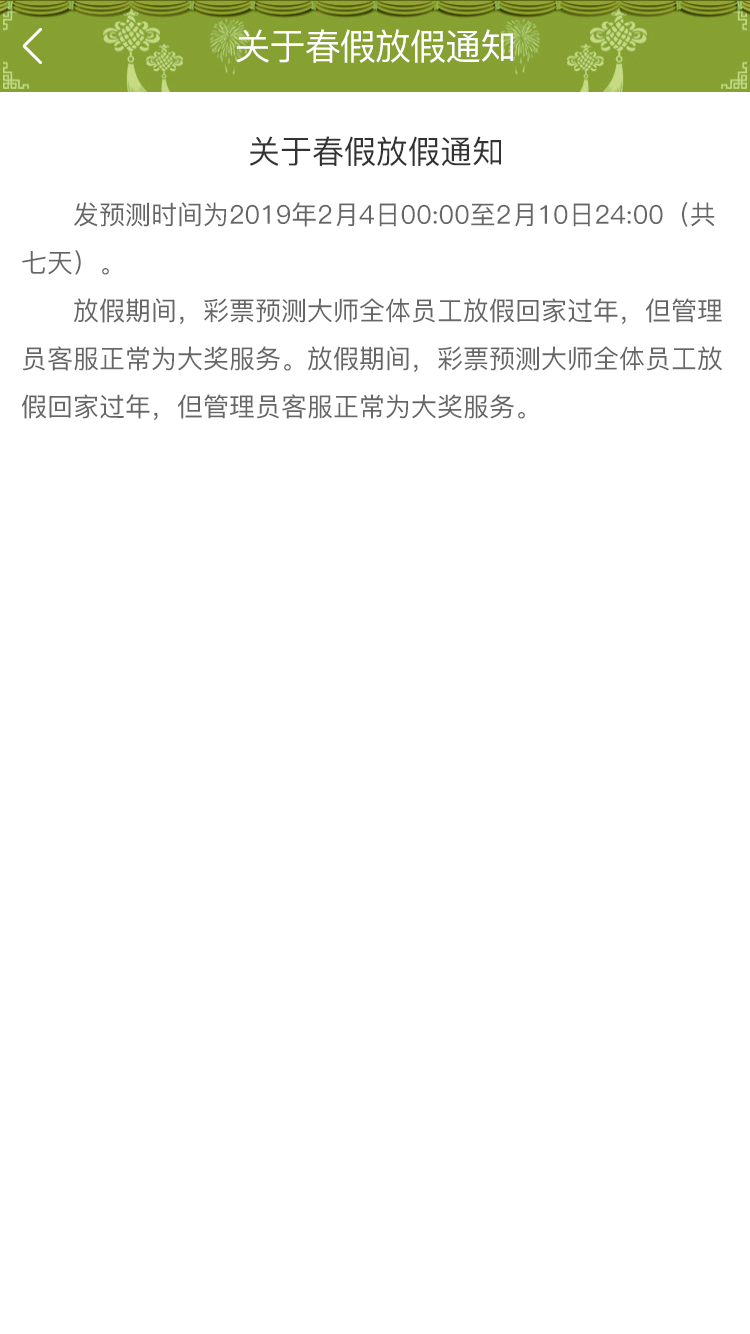 关于春假放假通知
关于春假放假通知
发预测时间为2019年2月4日00:00至2月10日24:00（共
七天）。
放假期间，彩票预测大师全体员工放假回家过年，但管理
员客服正常为大奖服务。放假期间，彩票预测大师全体员工放
假回家过年，但管理员客服正常为大奖服务。